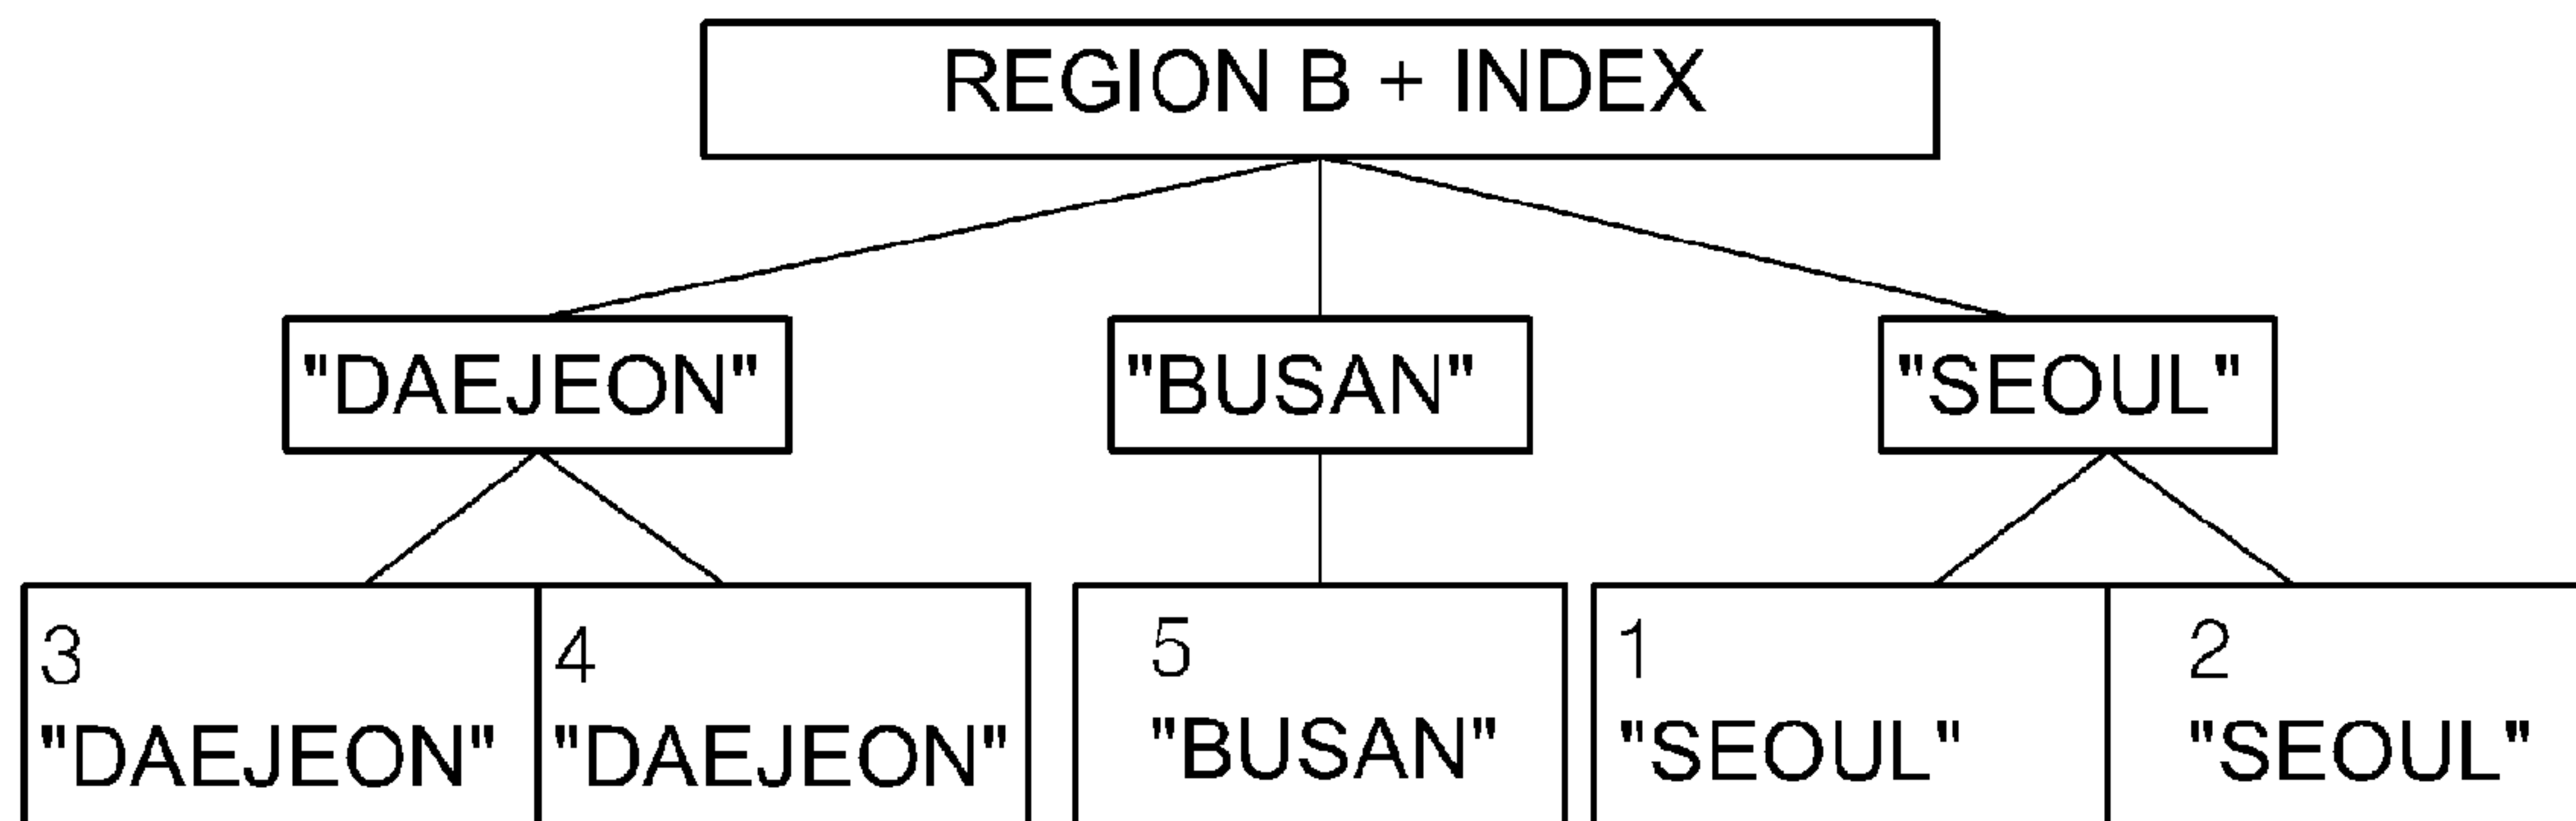 REGION B + INDEX
"DAEJEON" "BUSAN" "SEOUL"
3 4 5 1 2
"DAEJEON" "DAEJEON" "BUSAN" "SEOUL" "SEOUL"